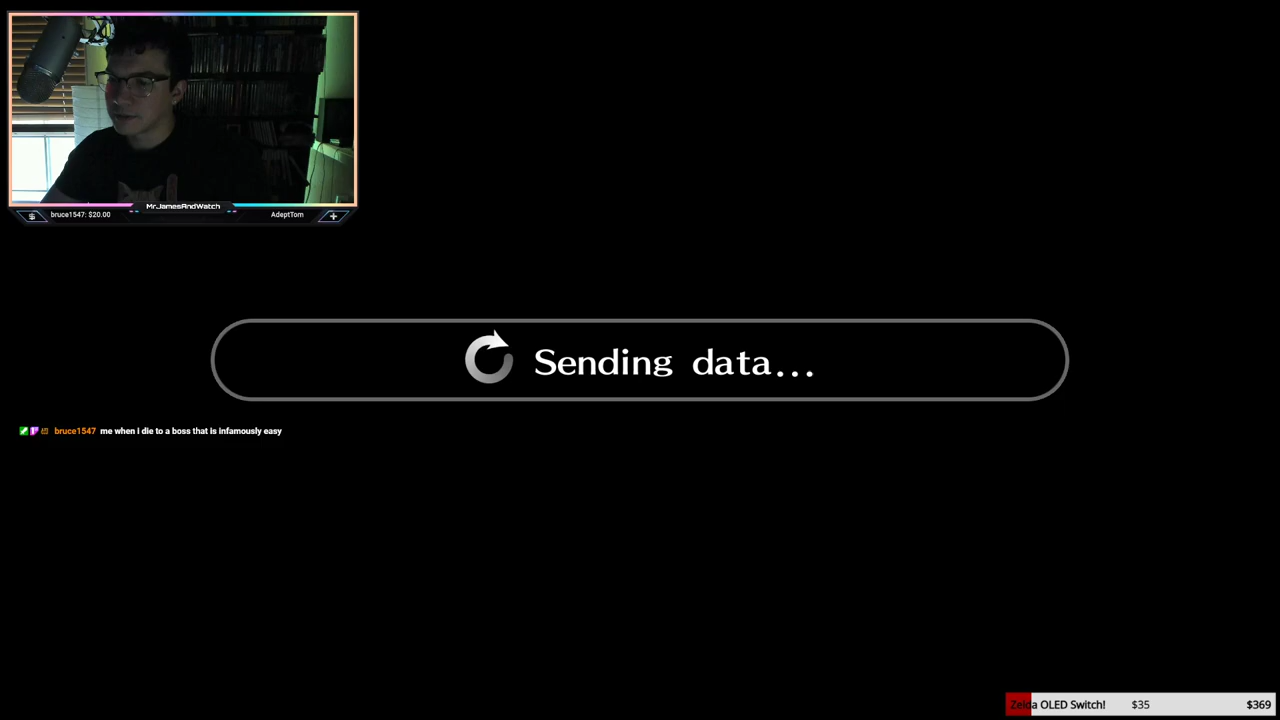 MrJamesAndWatch
$ bruce1547: $20.00 AdeptTom +
Sending data...
bruce1547 me when I die to a boss that is infamously easy
Zelda OLED Switch! $35 $369